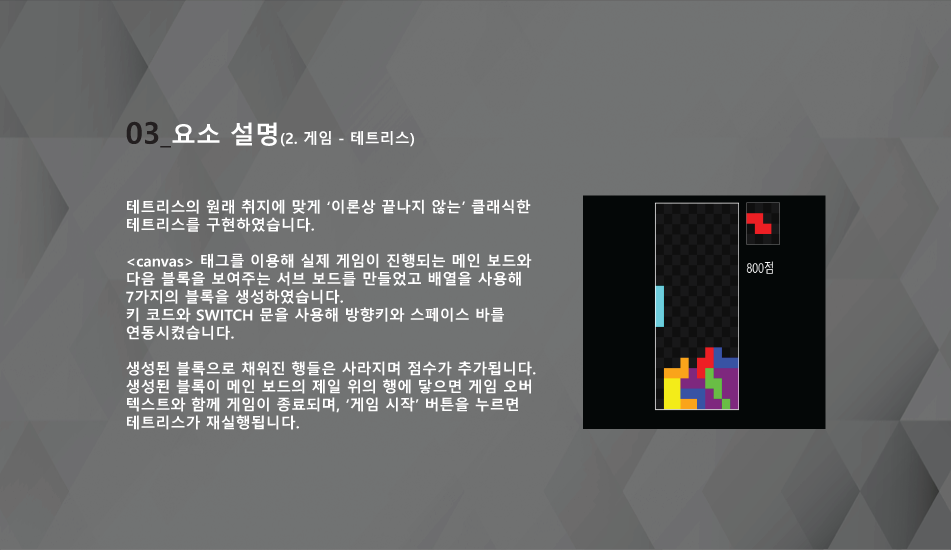 03_요소 설명(2. 게임 - 테트리스)
테트리스의 원래 취지에 맞게 ‘이론상 끝나지 않는’ 클래식한
테트리스를 구현하였습니다.
<canvas> 태그를 이용해 실제 게임이 진행되는 메인 보드와
다음 블록을 보여주는 서브 보드를 만들었고 배열을 사용해
7가지의 블록을 생성하였습니다.
키 코드와 SWITCH 문을 사용해 방향키와 스페이스 바를
연동시켰습니다.
생성된 블록으로 채워진 행들은 사라지며 점수가 추가됩니다.
생성된 블록이 메인 보드의 제일 위의 행에 닿으면 게임 오버
텍스트와 함께 게임이 종료되며, ‘게임 시작’ 버튼을 누르면
테트리스가 재실행됩니다.
800점